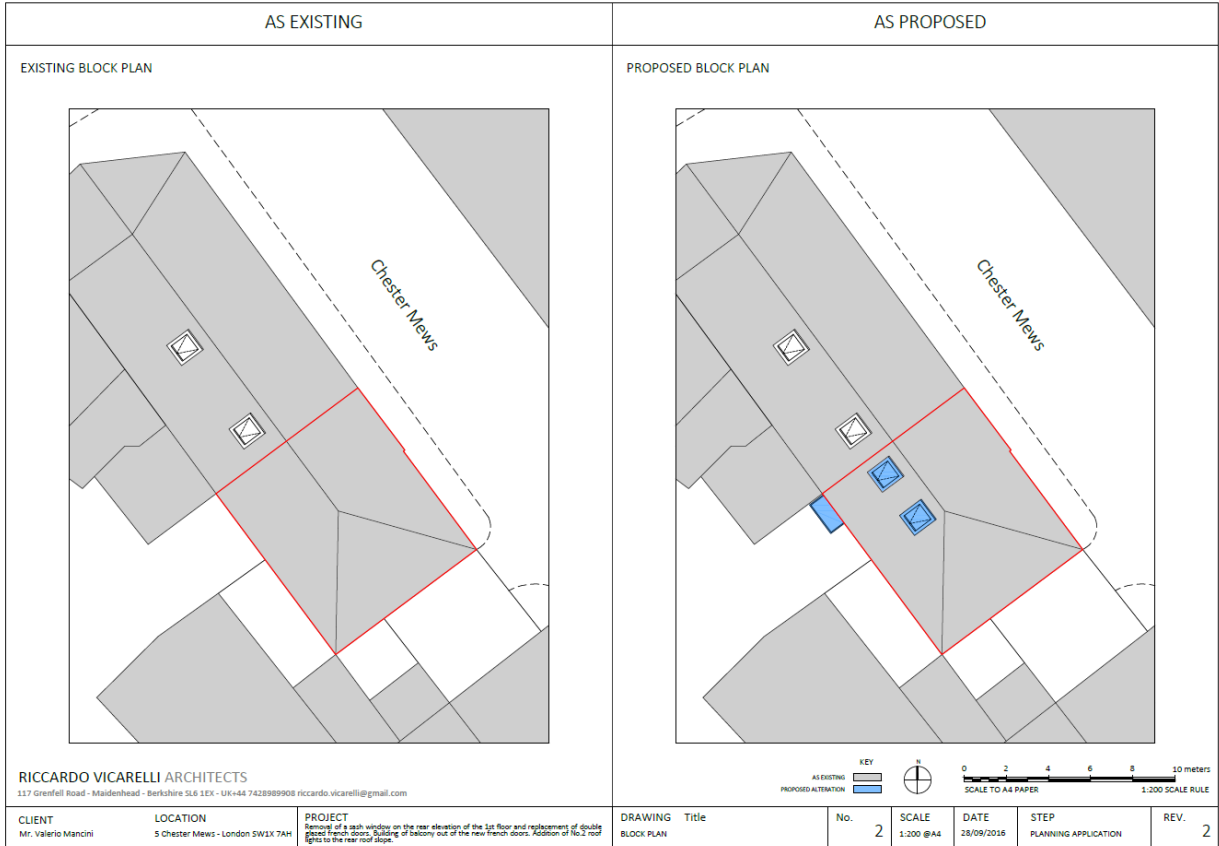 AS EXISTING
AS PROPOSED
EXISTING BLOCK PLAN
PROPOSED BLOCK PLAN
Chester Mews
Chester Mews
RICCARDO VICARELLI ARCHITECTS
117 Grenfell Road - Maidenhead - Berkshire SL6 1EX - UK+44 7428989908 riccardo.vicarelli@gmail.com
KEY
AS EXISTING
PROPOSED ALTERATION
N
0 2 4 6 8 10 meters
SCALE TO A4 PAPER 1:200 SCALE RULE
CLIENT
Mr. Valerio Mancini
LOCATION
5 Chester Mews - London SW1X 7AH
PROJECT
Removal of a sash window on the rear elevation of the 1st floor and replacement of double
glazed french doors. Building of balcony out of the new french doors. Addition of No.2 roof
lights to the rear roof slope.
DRAWING Title
BLOCK PLAN
No.
2
SCALE
1:200 @A4
DATE
28/09/2016
STEP
PLANNING APPLICATION
REV.
2